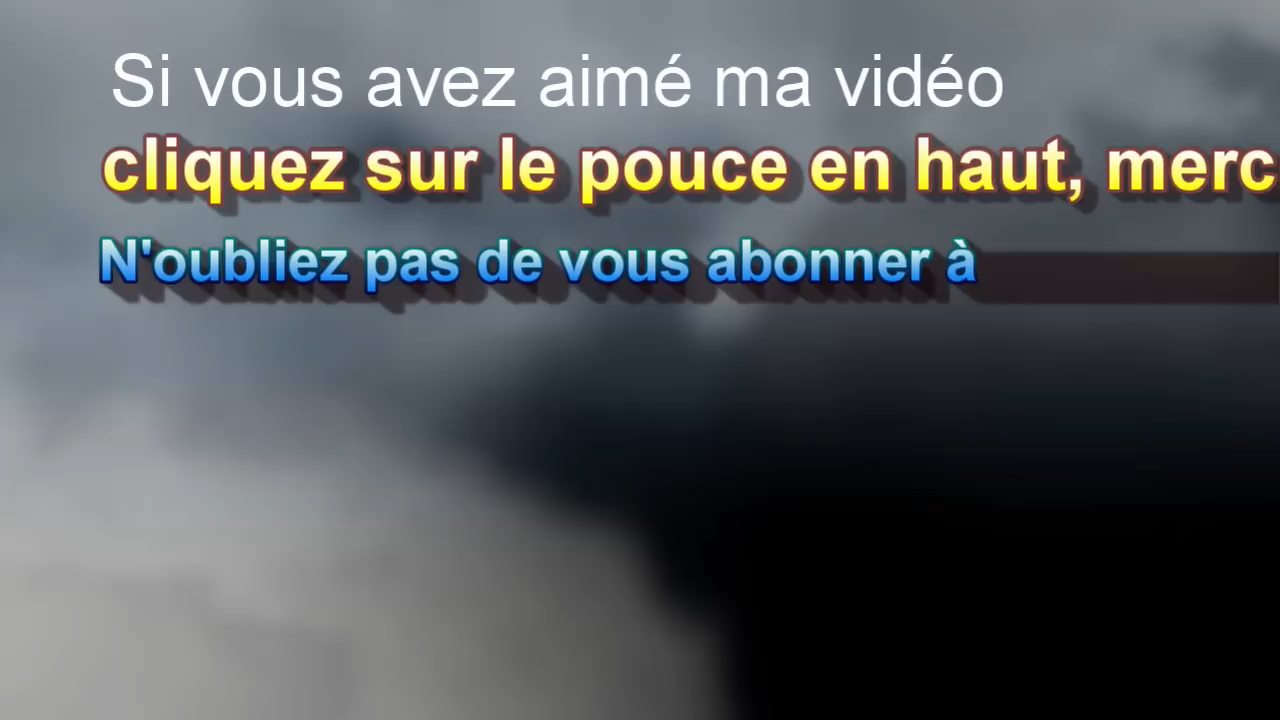 Si vous avez aimé ma vidéo
cliquez sur le pouce en haut, merc
N'oubliez pas de vous abonner à